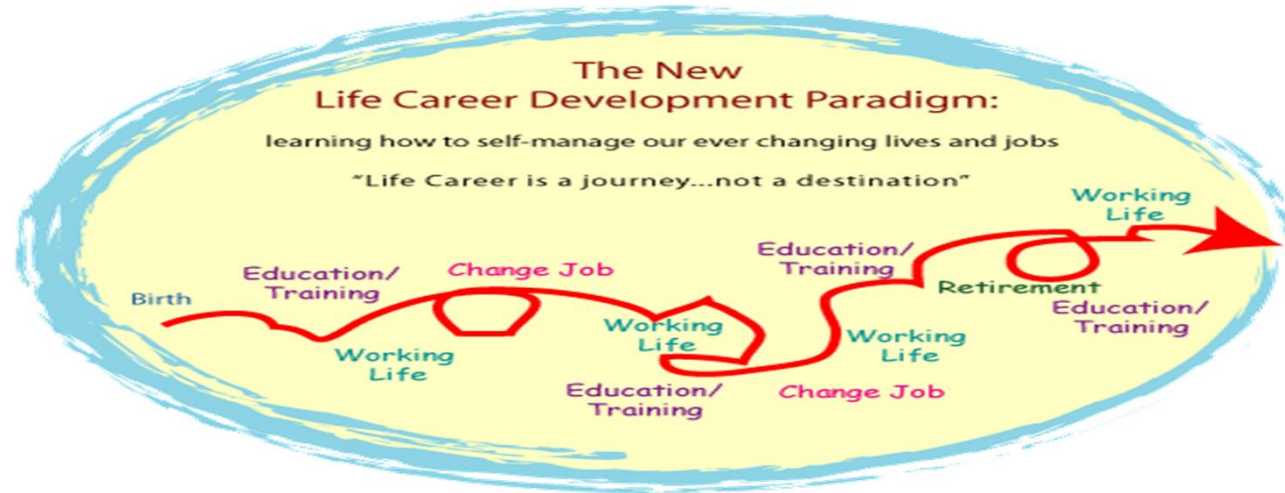 The New
Life Career Development Paradigm:
learning how to self-manage our ever changing lives and jobs
"Life Career is a journey...not a destination"
Birth
Education/
Training
Working
Life
Change Job
Working
Life
Education/
Training
Change Job
Working
Life
Education/
Training
Retirement
Education/
Training
Working
Life